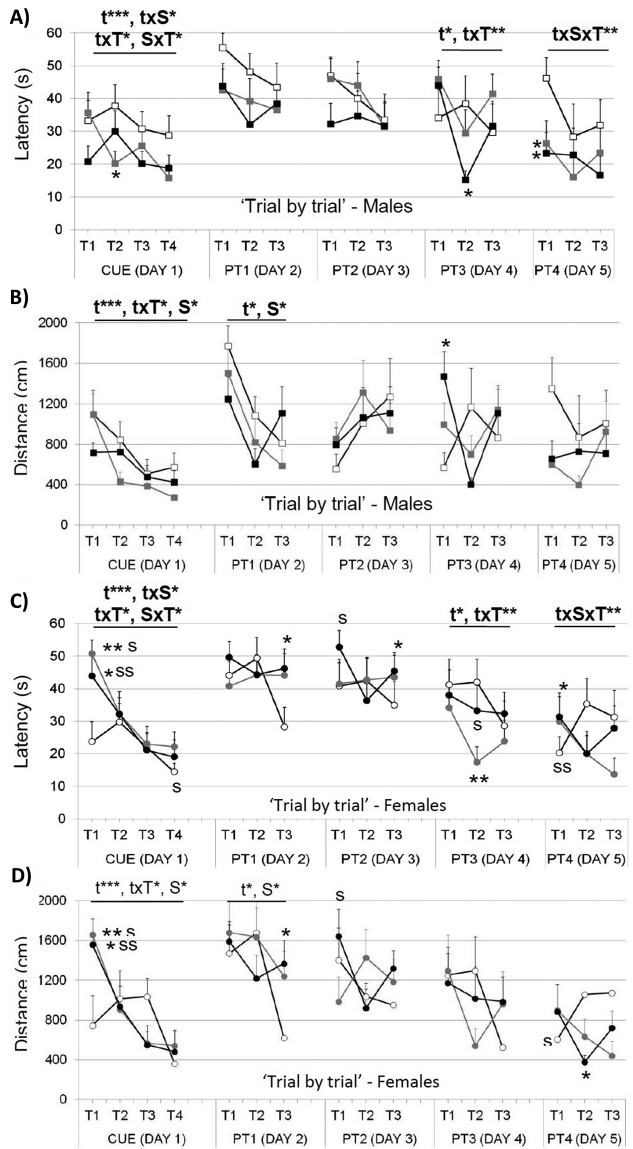 A)
t***, txS*
txT*, SxT*
t*, txT**
txSxT**
60
50
40
30
20
10
0
Latency (s)
*
*
*
*
‘Trial by trial’ - Males
T1 T2 T3 T4 T1 T2 T3 T1 T2 T3 T1 T2 T3 T1 T2 T3
CUE (DAY 1) PT1 (DAY 2) PT2 (DAY 3) PT3 (DAY 4) PT4 (DAY 5)
B)
t***, txT*, S*
t*, S*
2000
1600
1200
800
400
0
Distance (cm)
*
‘Trial by trial’ - Males
T1 T2 T3 T4 T1 T2 T3 T1 T2 T3 T1 T2 T3 T1 T2 T3
CUE (DAY 1) PT1 (DAY 2) PT2 (DAY 3) PT3 (DAY 4) PT4 (DAY 5)
C)
t***, txS*
txT*, SxT*
t*, txT**
txSxT**
60
50
40
30
20
10
0
Latency (s)
** S
* SS
S
*
S
*
S
**
*
SS
‘Trial by trial’ - Females
T1 T2 T3 T4 T1 T2 T3 T1 T2 T3 T1 T2 T3 T1 T2 T3
CUE (DAY 1) PT1 (DAY 2) PT2 (DAY 3) PT3 (DAY 4) PT4 (DAY 5)
D)
t***, txT*, S*
t*, S*
2000
1600
1200
800
400
0
Distance (cm)
** S
* SS
*
S
S
*
‘Trial by trial’ - Females
T1 T2 T3 T4 T1 T2 T3 T1 T2 T3 T1 T2 T3 T1 T2 T3
CUE (DAY 1) PT1 (DAY 2) PT2 (DAY 3) PT3 (DAY 4) PT4 (DAY 5)